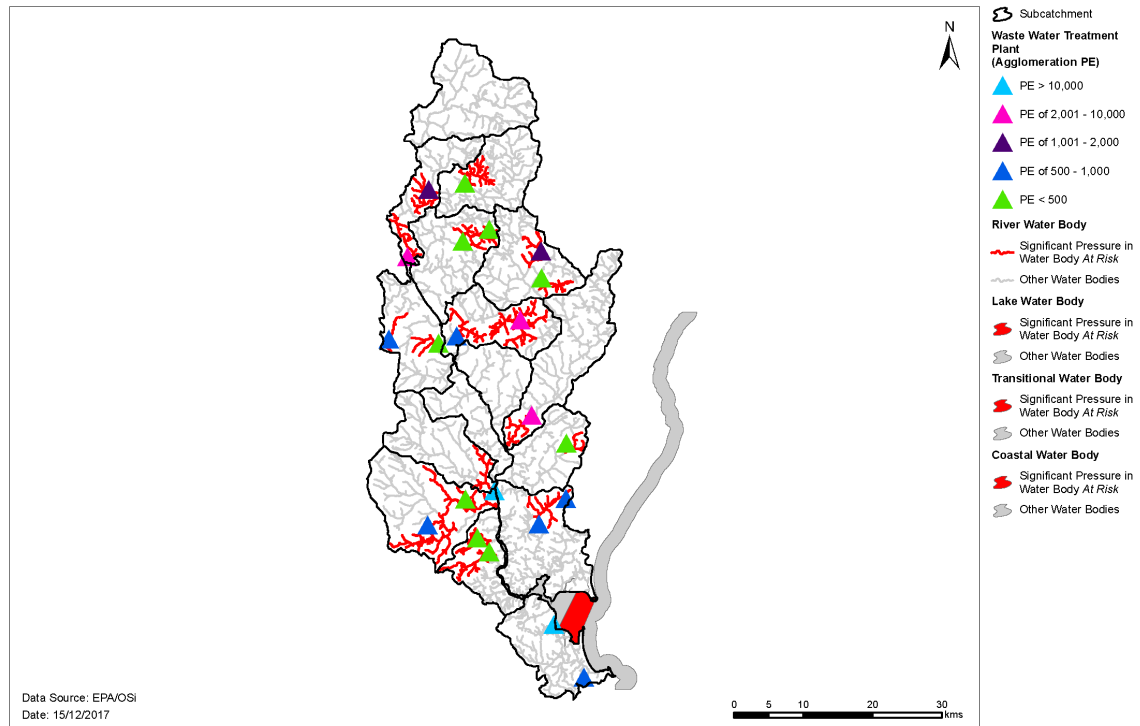 N
Subcatchment
Waste Water Treatment
Plant
(Agglomeration PE)
PE > 10,000
PE of 2,001 - 10,000
PE of 1,001 - 2,000
PE of 500 - 1,000
PE < 500
River Water Body
Significant Pressure in
Water Body At Risk
Other Water Bodies
Lake Water Body
Significant Pressure in
Water Body At Risk
Other Water Bodies
Transitional Water Body
Significant Pressure in
Water Body At Risk
Other Water Bodies
Coastal Water Body
Significant Pressure in
Water Body At Risk
Other Water Bodies
Data Source: EPA/OSi
Date: 15/12/2017
0 5 10 20 30
kms